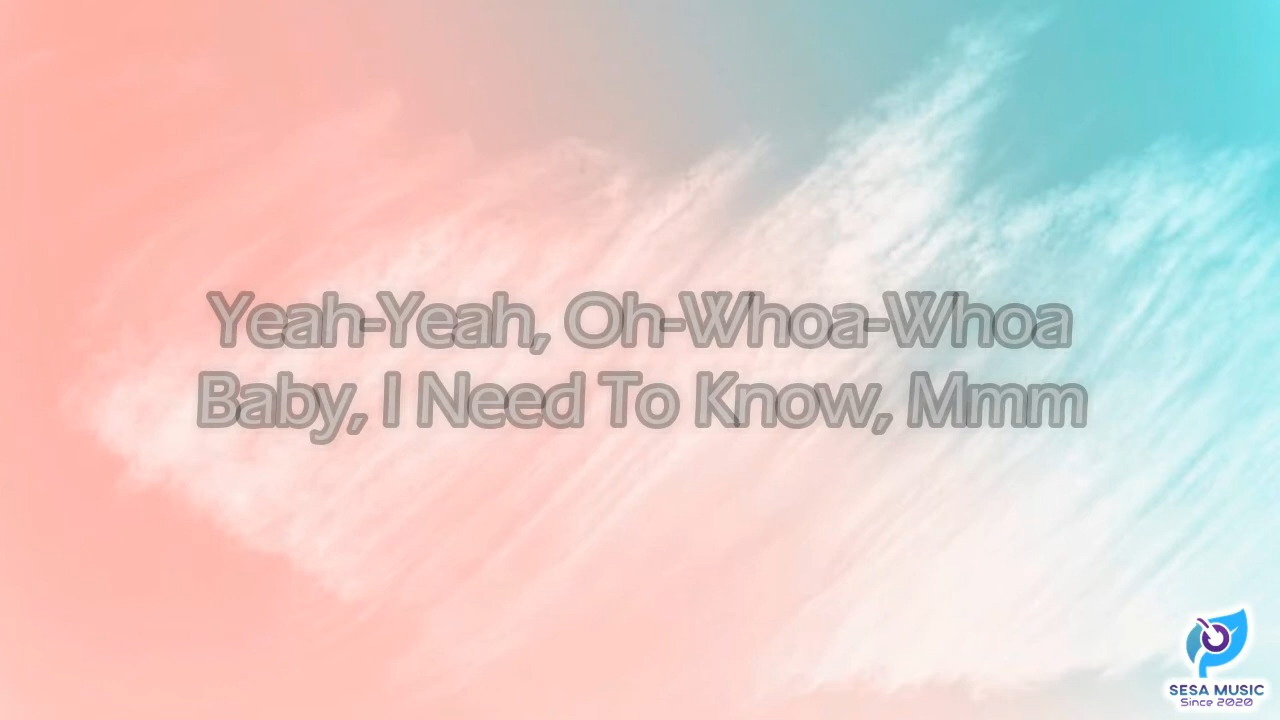 Yeah-Yeah, Oh-Whoa-Whoa
Baby, I Need To Know, Mmm
SESA MUSIC
Since 2020